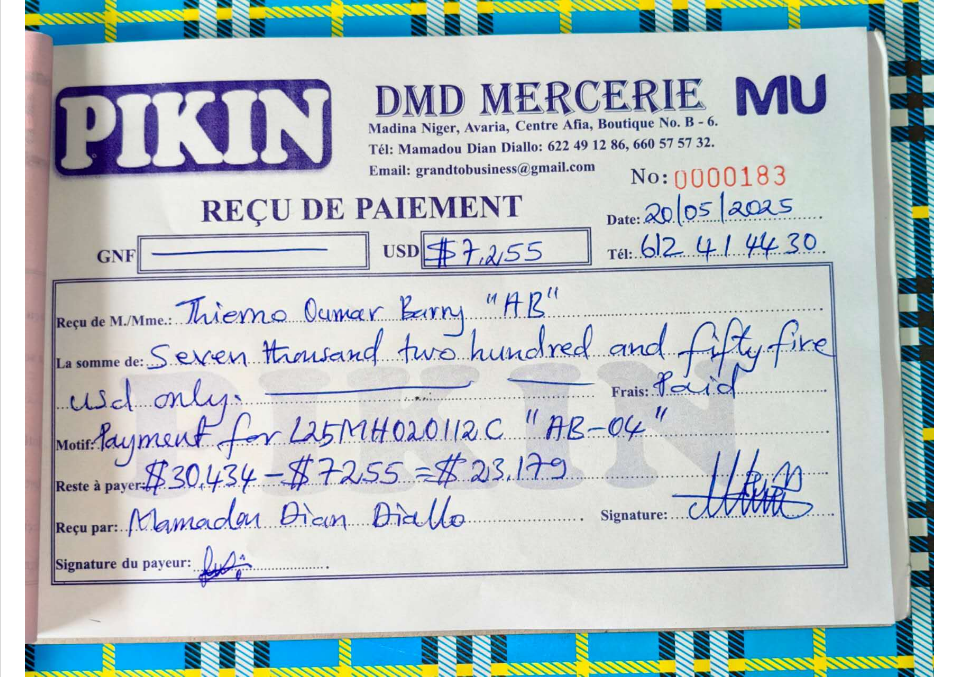 PIKIN
DMD MERCERIE
MU
Madina Niger, Avaria, Centre Afia, Boutique No. B - 6.
Tél: Mamadou Dian Diallo: 622 49 12 86, 660 57 57 32.
Email: grandtobusiness@gmail.com
No: 0000183
REÇU DE PAIEMENT
Date: 20/05/2025
GNF
USD $7,255
Tél: 612 41 44 30
Reçu de M./Mme.: Thierno Oumar Barry "AB"
La somme de: Seven thousand two hundred and fifty five
usd only. Frais: Paid
Motif: Payment for L25MH020112C "AB-04"
Reste à payer: $30,434 - $7255 = $23,179
Reçu par: Mamadou Dian Diallo Signature:
Signature du payeur:
PIKIN